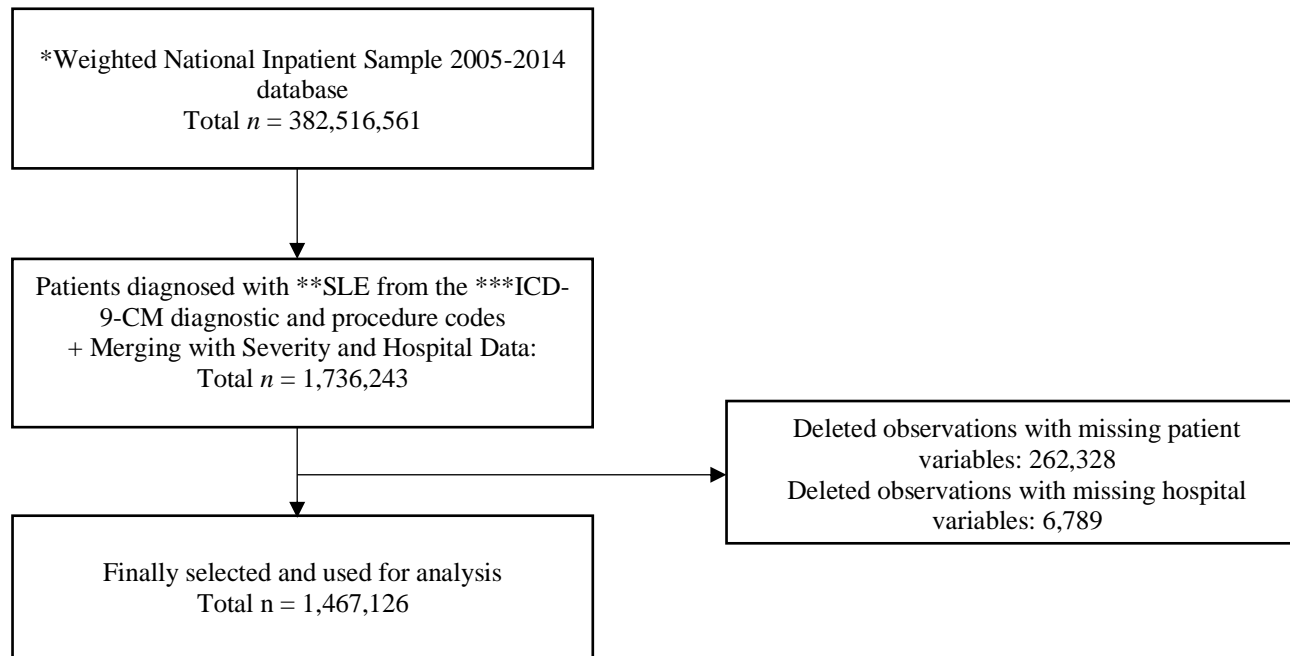 *Weighted National Inpatient Sample 2005-2014
database
Total n = 382,516,561
Patients diagnosed with **SLE from the ***ICD-
9-CM diagnostic and procedure codes
+ Merging with Severity and Hospital Data:
Total n = 1,736,243
Deleted observations with missing patient
variables: 262,328
Deleted observations with missing hospital
variables: 6,789
Finally selected and used for analysis
Total n = 1,467,126